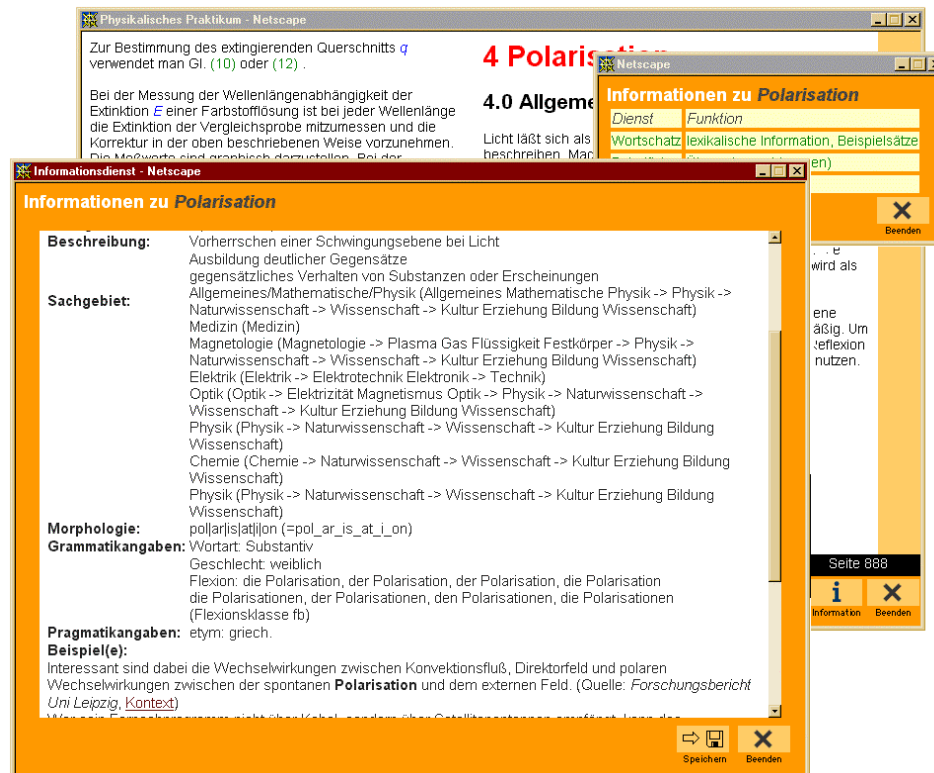 Physikalisches Praktikum - Netscape
Zur Bestimmung des extingierenden Querschnitts q
verwendet man Gl. (10) oder (12) .
Bei der Messung der Wellenlängenabhängigkeit der
Extinktion E einer Farbstofflösung ist bei jeder Wellenlänge
die Extinktion der Vergleichsprobe mitzumessen und die
Korrektur in der oben beschriebenen Weise vorzunehmen.
Die Meßwerte sind graphisch darzustellen. Bei der
4 Polarisation
4.0 Allgeme
Licht läßt sich als
beschreiben. Mac
Netscape
Informationen zu Polarisation
Dienst Funktion
Wortschatz lexikalische Information, Beispielsätze
en)
Beenden
wird als
ene
äßig. Um
Reflexion
nutzen.
Seite 888
Information Beenden
Informationsdienst - Netscape
Informationen zu Polarisation
Beschreibung: Vorherrschen einer Schwingungsebene bei Licht
Ausbildung deutlicher Gegensätze
gegensätzliches Verhalten von Substanzen oder Erscheinungen
Sachgebiet: Allgemeines/Mathematische/Physik (Allgemeines Mathematische Physik -> Physik ->
Naturwissenschaft -> Wissenschaft -> Kultur Erziehung Bildung Wissenschaft)
Medizin (Medizin)
Magnetologie (Magnetologie -> Plasma Gas Flüssigkeit Festkörper -> Physik ->
Naturwissenschaft -> Wissenschaft -> Kultur Erziehung Bildung Wissenschaft)
Elektrik (Elektrik -> Elektrotechnik Elektronik -> Technik)
Optik (Optik -> Elektrizität Magnetismus Optik -> Physik -> Naturwissenschaft ->
Wissenschaft -> Kultur Erziehung Bildung Wissenschaft)
Physik (Physik -> Naturwissenschaft -> Wissenschaft -> Kultur Erziehung Bildung
Wissenschaft)
Chemie (Chemie -> Naturwissenschaft -> Wissenschaft -> Kultur Erziehung Bildung
Wissenschaft)
Physik (Physik -> Naturwissenschaft -> Wissenschaft -> Kultur Erziehung Bildung
Wissenschaft)
Morphologie: pol|ar|is|at|i|on (=pol_ar_is_at_i_on)
Grammatikangaben: Wortart: Substantiv
Geschlecht: weiblich
Flexion: die Polarisation, der Polarisation, der Polarisation, die Polarisation
die Polarisationen, der Polarisationen, den Polarisationen, die Polarisationen
(Flexionsklasse fb)
Pragmatikangaben: etym: griech.
Beispiel(e):
Interessant sind dabei die Wechselwirkungen zwischen Konvektionsfluß, Direktorfeld und polaren
Wechselwirkungen zwischen der spontanen Polarisation und dem externen Feld. (Quelle: Forschungsbericht
Uni Leipzig, Kontext)
Speichern Beenden